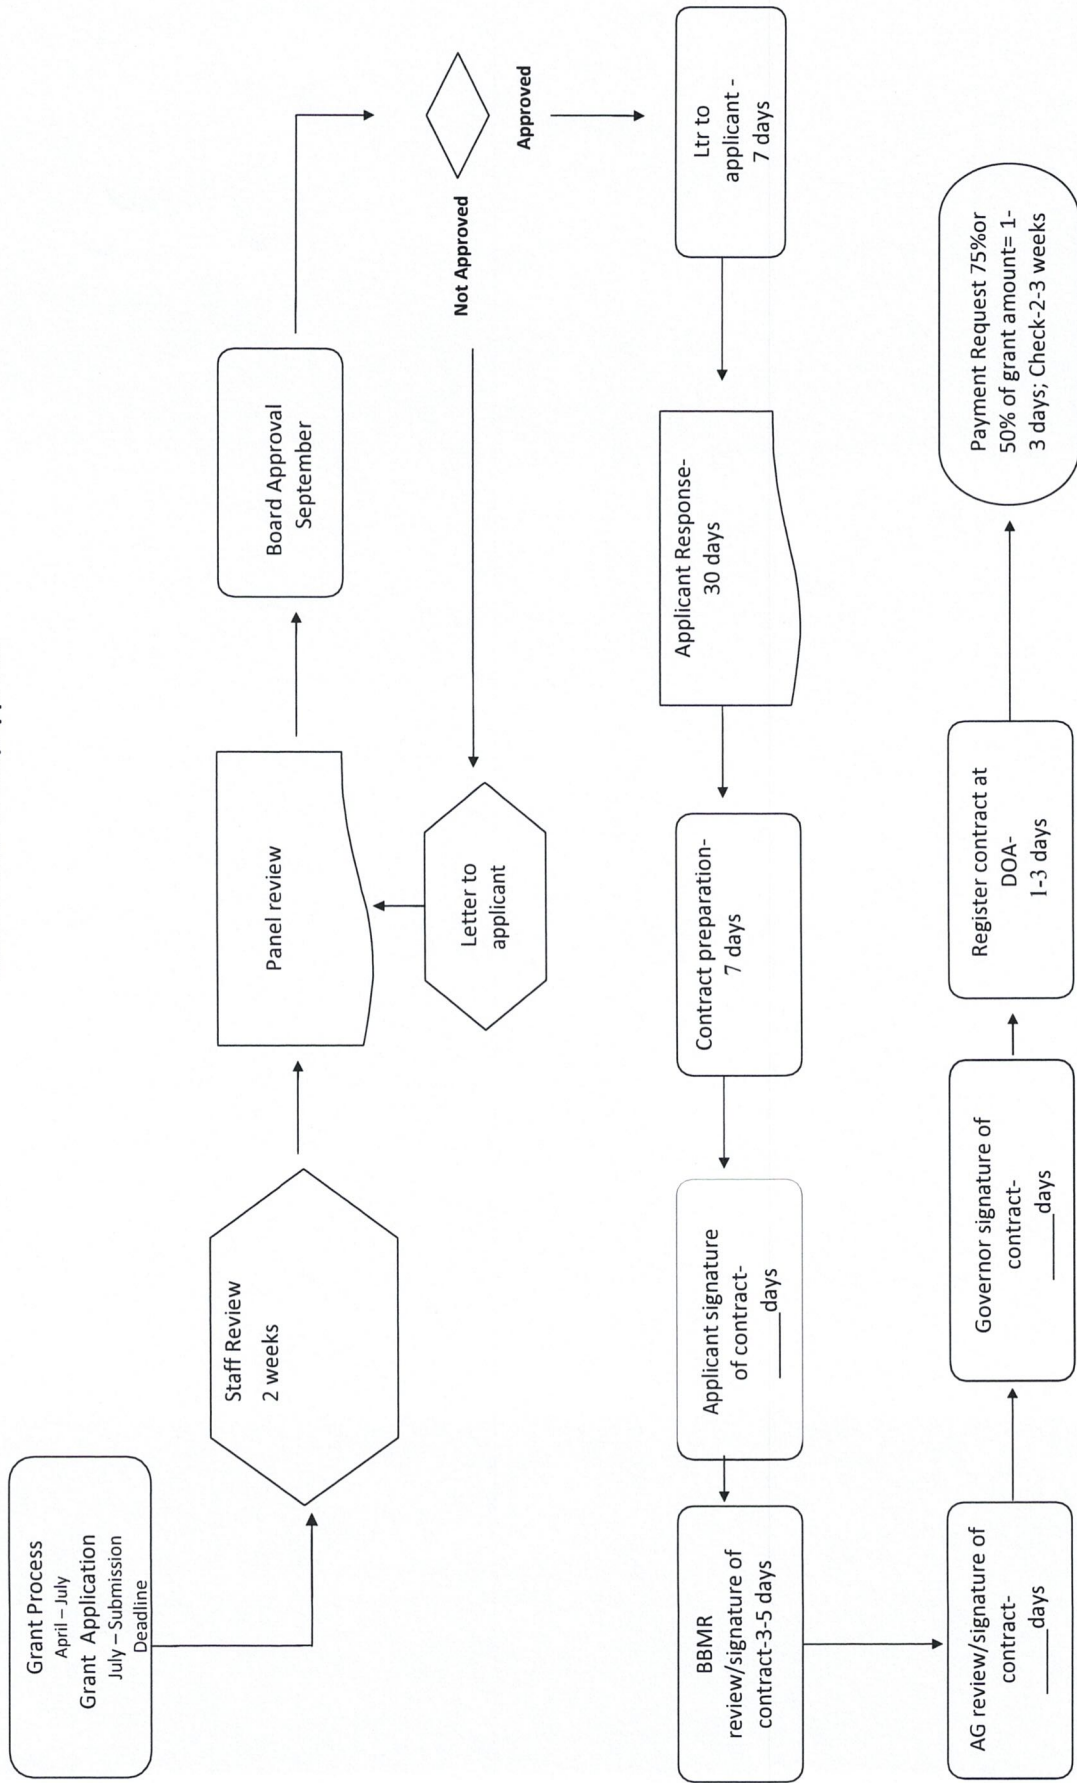 Grant Process
April – July
Grant Application
July – Submission
Deadline
Staff Review
2 weeks
Panel review
Board Approval
September
Letter to
applicant
Not Approved
Approved
Ltr to
applicant -
7 days
Applicant Response-
30 days
Contract preparation-
7 days
Applicant signature
of contract-
_____days
BBMR
review/signature of
contract-3-5 days
AG review/signature of
contract-
_____days
Governor signature of
contract-
_____days
Register contract at
DOA-
1-3 days
Payment Request 75%or
50% of grant amount= 1-
3 days; Check-2-3 weeks